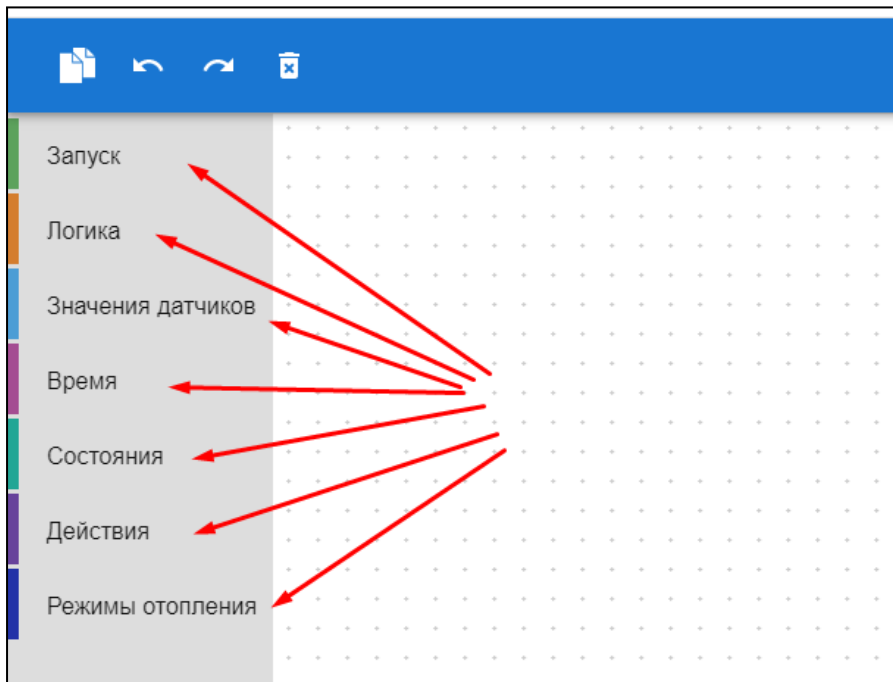 Запуск
Логика
Значения датчиков
Время
Состояния
Действия
Режимы отопления